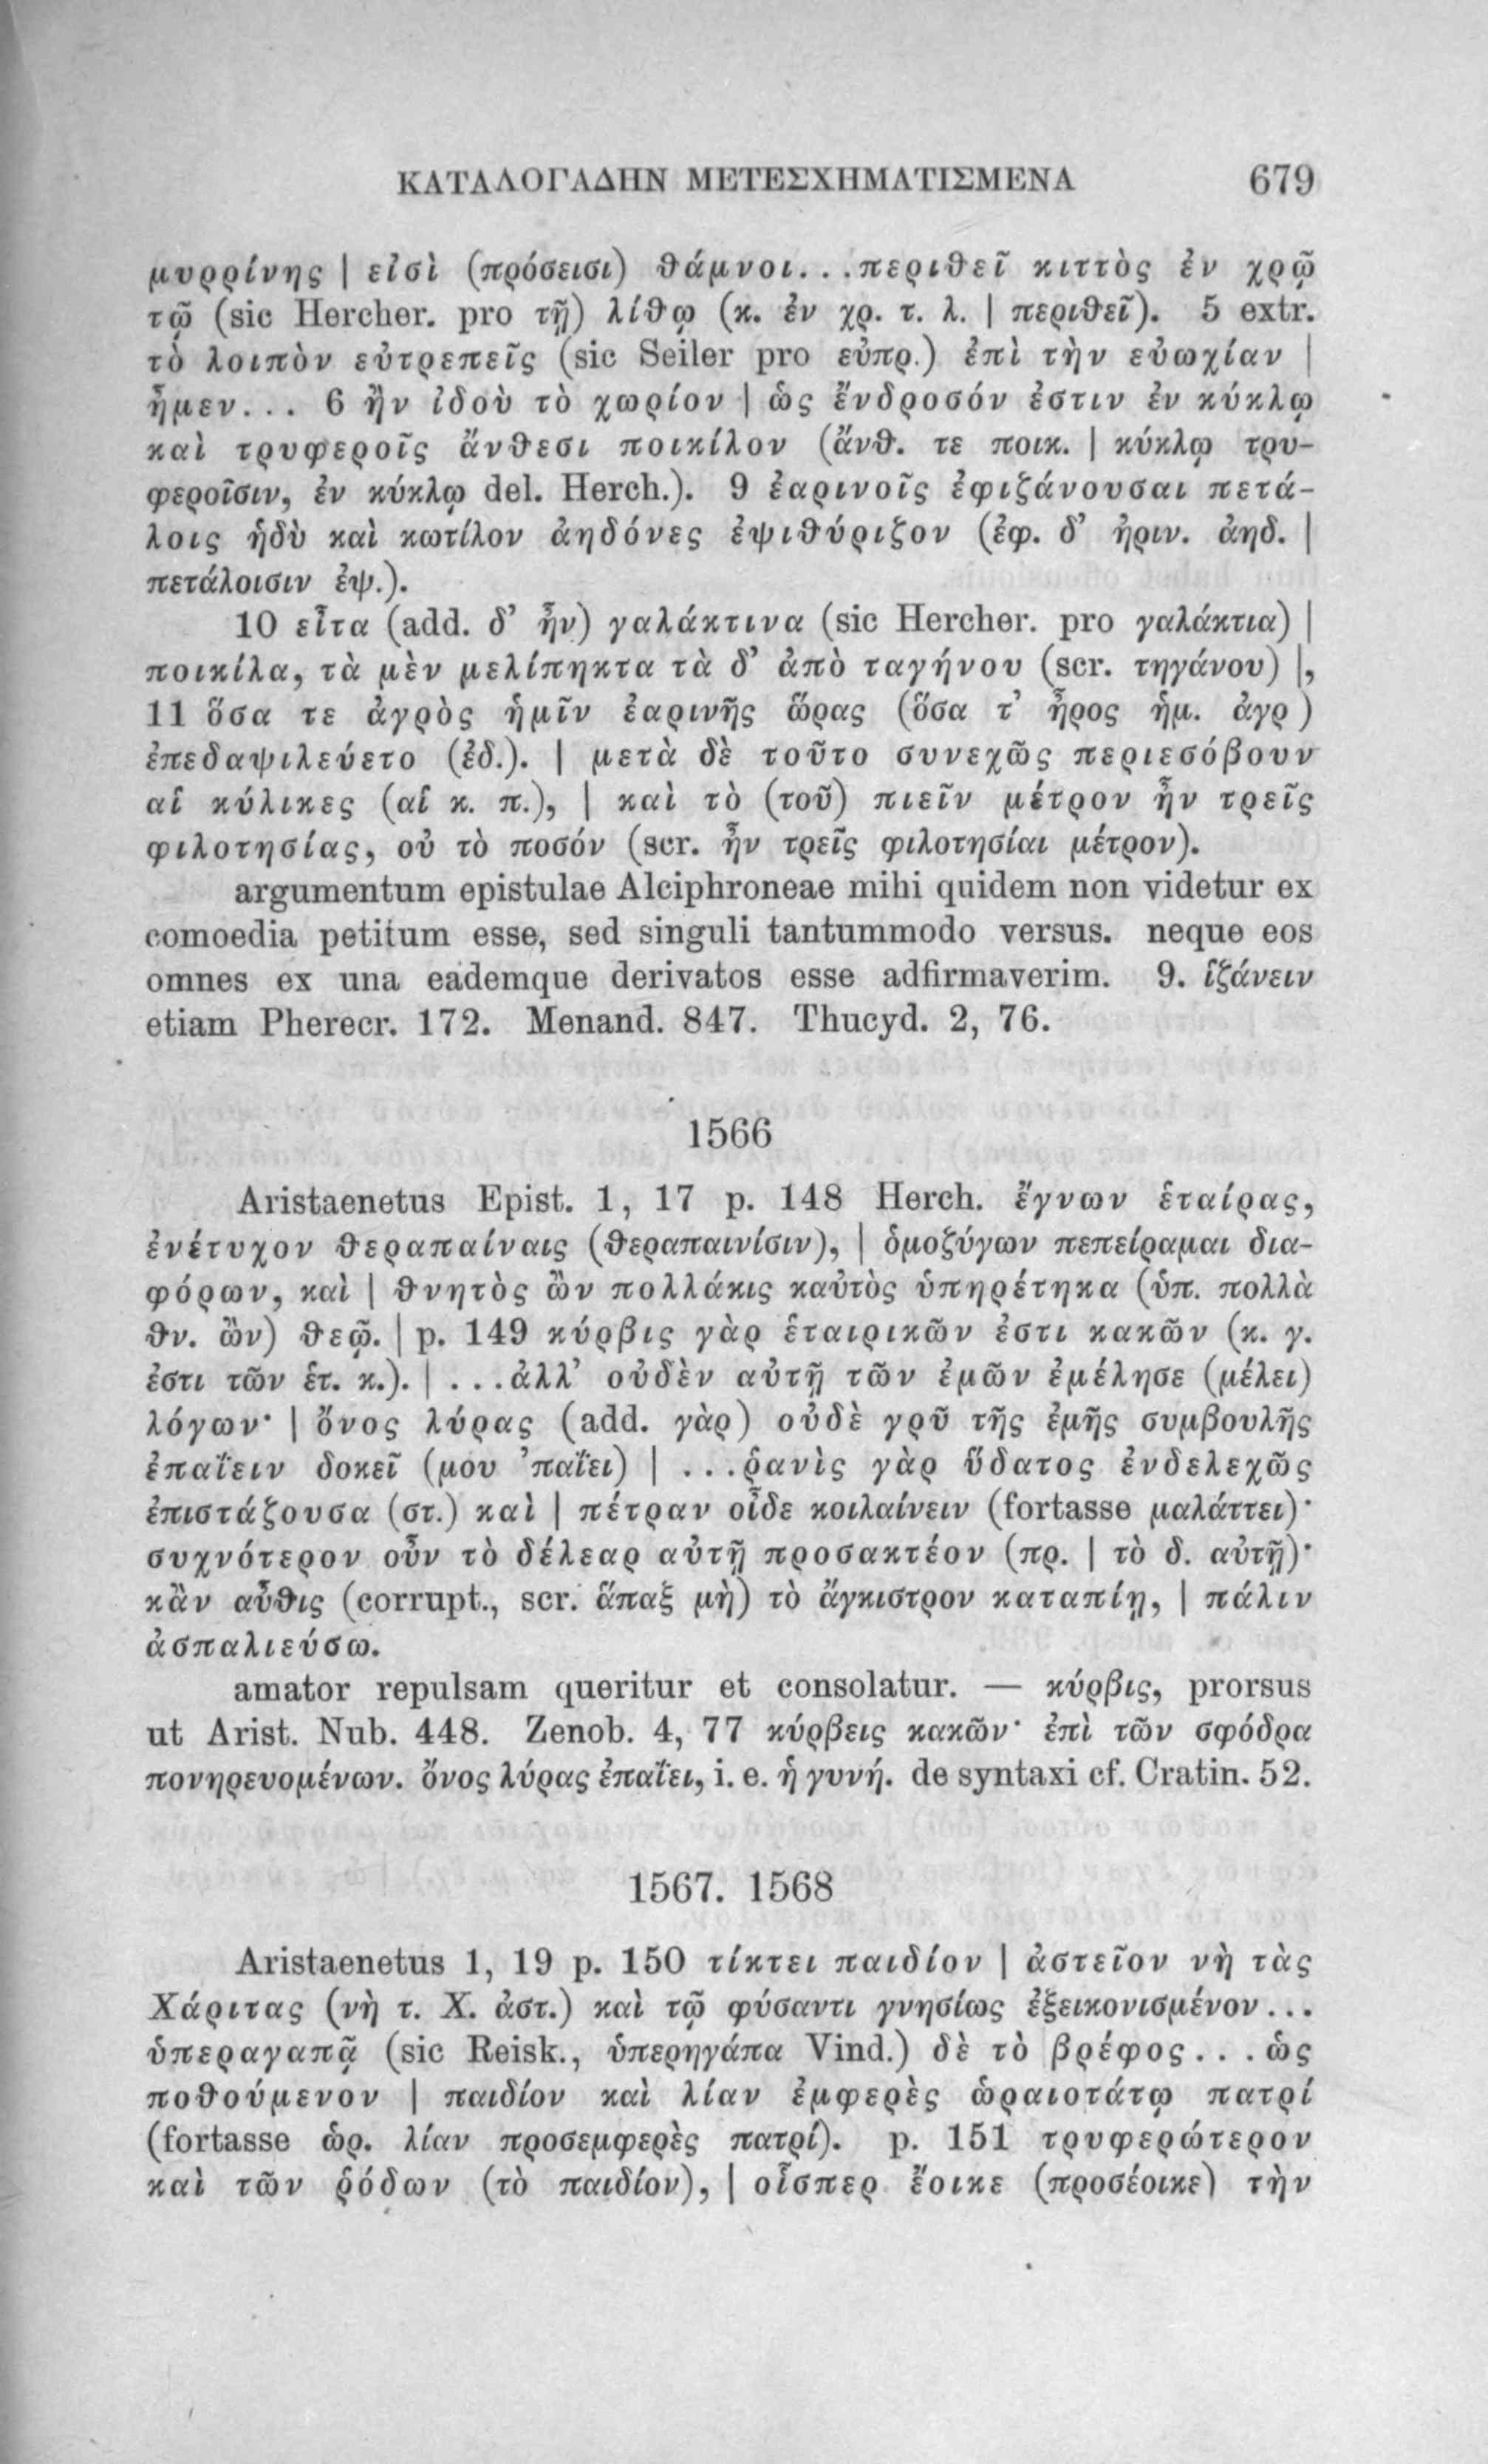 ΚΑΤΑΛΟΓΑΔΗΝ ΜΕΤΕΣΧΗΜΑΤΙΣΜΕΝΑ 679
μυρρίνης | εἰσὶ (πρόσεισι) θάμνοι. . .περιθεῖ κιττὸς ἐν χρῷ
τῷ (sic Hercher. pro τῇ) λίθῳ (κ. ἐν χρ. τ. λ. | περιθεῖ). 5 extr.
τὸ λοιπὸν εὐτρεπεῖς (sic Seiler pro εὐπρ.) ἐπὶ τὴν εὐωχίαν |
ἦμεν. . . 6 ἢν ἰδοὺ τὸ χωρίον | ὡς ἔνδροσόν ἐστιν ἐν κύκλῳ
καὶ τρυφεροῖς ἄνθεσι ποικίλον (ἄνθ. τε ποικ. | κύκλῳ τρυ-
φεροῖσιν, ἐν κύκλῳ del. Herch.). 9 ἐαρινοῖς ἐφιζάνουσαι πετά-
λοις ἡδὺ καὶ κωτίλον ἀηδόνες ἐψιθύριζον (ἐφ. δ’ ἠριν. ἀηδ. |
πετάλοισιν ἐψ.).
10 εἶτα (add. δ’ ἦν) γαλάκτινα (sic Hercher. pro γαλάκτια) |
ποικίλα, τὰ μὲν μελίπηκτα τὰ δ’ ἀπὸ ταγήνου (scr. τηγάνου) |,
11 ὅσα τε ἀγρὸς ἡμῖν ἐαρινῆς ὥρας (ὅσα τ’ ἦρος ἡμ. ἀγρ )
ἐπεδαψιλεύετο (ἐδ.). | μετὰ δὲ τοῦτο συνεχῶς περιεσόβουν
αἱ κύλικες (αἱ κ. π.), | καὶ τὸ (τοῦ) πιεῖν μέτρον ἦν τρεῖς
φιλοτησίας, οὐ τὸ ποσόν (scr. ἦν τρεῖς φιλοτησίαι μέτρον).
argumentum epistulae Alciphroneae mihi quidem non videtur ex
comoedia petitum esse, sed singuli tantummodo versus. neque eos
omnes ex una eademque derivatos esse adfirmaverim. 9. ἱζάνειν
etiam Pherecr. 172. Menand. 847. Thucyd. 2, 76.
1566
Aristaenetus Epist. 1, 17 p. 148 Herch. ἔγνων ἑταίρας,
ἐνέτυχον θεραπαίναις (θεραπαινίσιν), | ὁμοζύγων πεπείραμαι δια-
φόρων, καὶ | θνητὸς ὢν πολλάκις καὐτὸς ὑπηρέτηκα (ὑπ. πολλὰ
θν. ὢν) θεῷ. | p. 149 κύρβις γὰρ ἑταιρικῶν ἐστι κακῶν (κ. γ.
ἐστι τῶν ἑτ. κ.). | . . .ἀλλ’ οὐδὲν αὐτῇ τῶν ἐμῶν ἐμέλησε (μέλει)
λόγων· | ὄνος λύρας (add. γὰρ) οὐδὲ γρῦ τῆς ἐμῆς συμβουλῆς
ἐπαΐειν δοκεῖ (μου ’παΐει) | . . .ῥανὶς γὰρ ὕδατος ἐνδελεχῶς
ἐπιστάζουσα (στ.) καὶ | πέτραν οἶδε κοιλαίνειν (fortasse μαλάττει)·
συχνότερον οὖν τὸ δέλεαρ αὐτῇ προσακτέον (πρ. | τὸ δ. αὐτῇ)·
κἂν αὖθις (corrupt., scr. ἅπαξ μὴ) τὸ ἄγκιστρον καταπίῃ, | πάλιν
ἀσπαλιεύσω.
amator repulsam queritur et consolatur. — κύρβις, prorsus
ut Arist. Nub. 448. Zenob. 4, 77 κύρβεις κακῶν· ἐπὶ τῶν σφόδρα
πονηρευομένων. ὄνος λύρας ἐπαΐει, i. e. ἡ γυνή. de syntaxi cf. Cratin. 52.
1567. 1568
Aristaenetus 1, 19 p. 150 τίκτει παιδίον | ἀστεῖον νὴ τὰς
Χάριτας (νὴ τ. Χ. ἀστ.) καὶ τῷ φύσαντι γνησίως ἐξεικονισμένον . . .
ὑπεραγαπᾷ (sic Reisk., ὑπερηγάπα Vind.) δὲ τὸ βρέφος . . . ὡς
ποθούμενον | παιδίον καὶ λίαν ἐμφερὲς ὡραιοτάτῳ πατρί
(fortasse ὡρ. λίαν προσεμφερὲς πατρί). p. 151 τρυφερώτερον
καὶ τῶν ῥόδων (τὸ παιδίον), | οἷσπερ ἔοικε (προσέοικε) τὴν